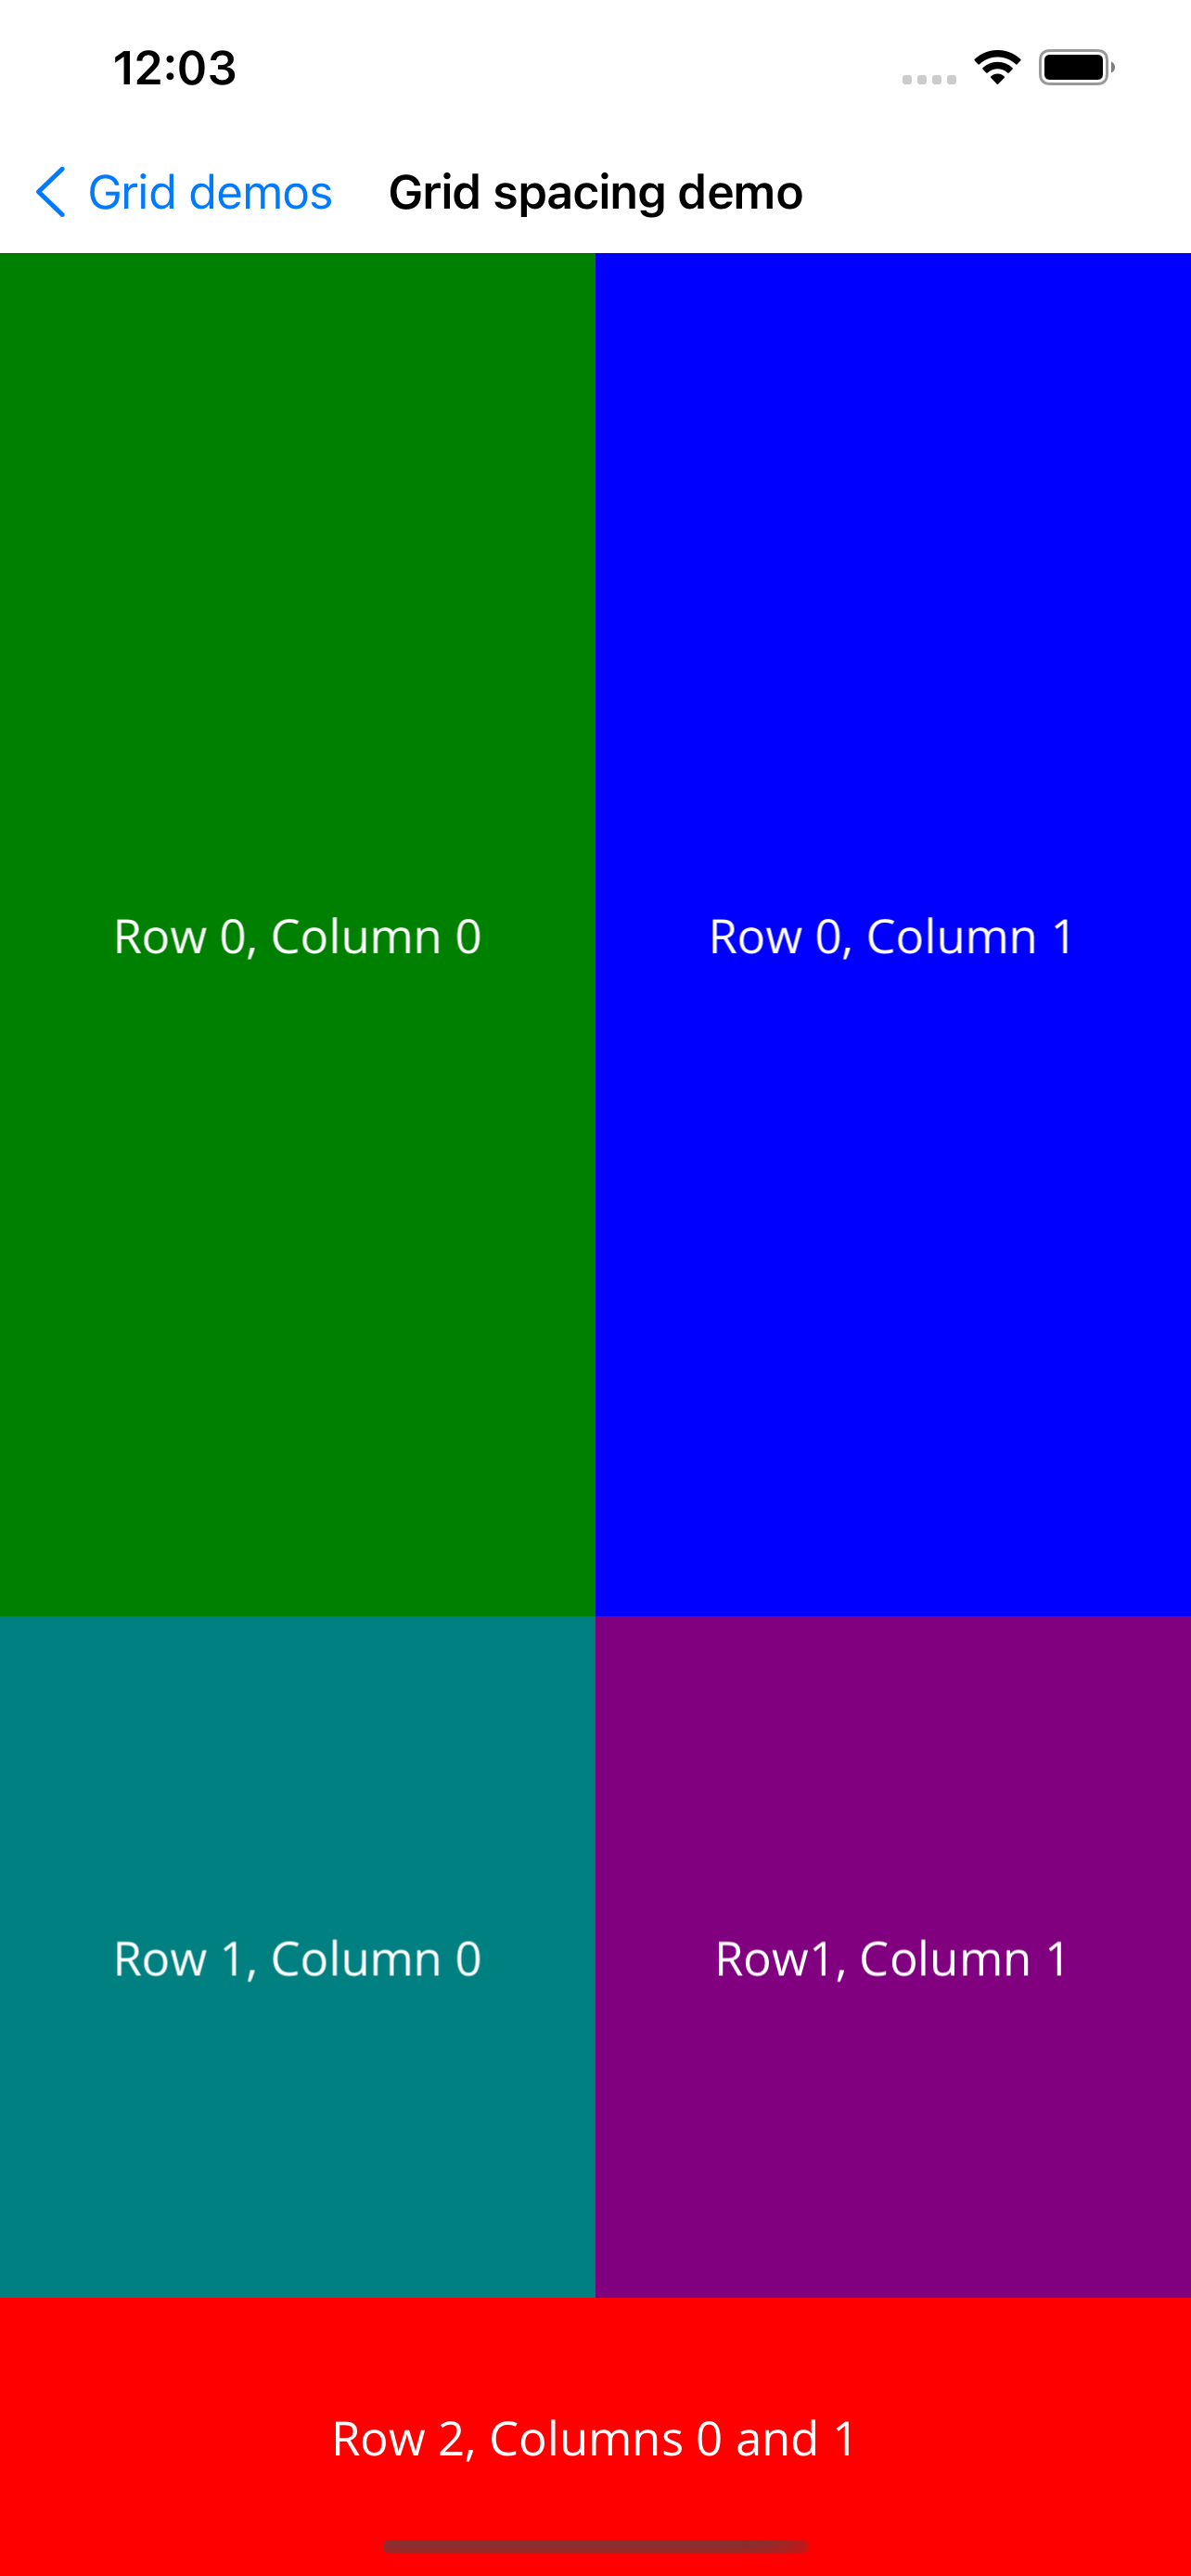 12:03
Grid demos Grid spacing demo
Row 0, Column 0 Row 0, Column 1
Row 1, Column 0 Row1, Column 1
Row 2, Columns 0 and 1